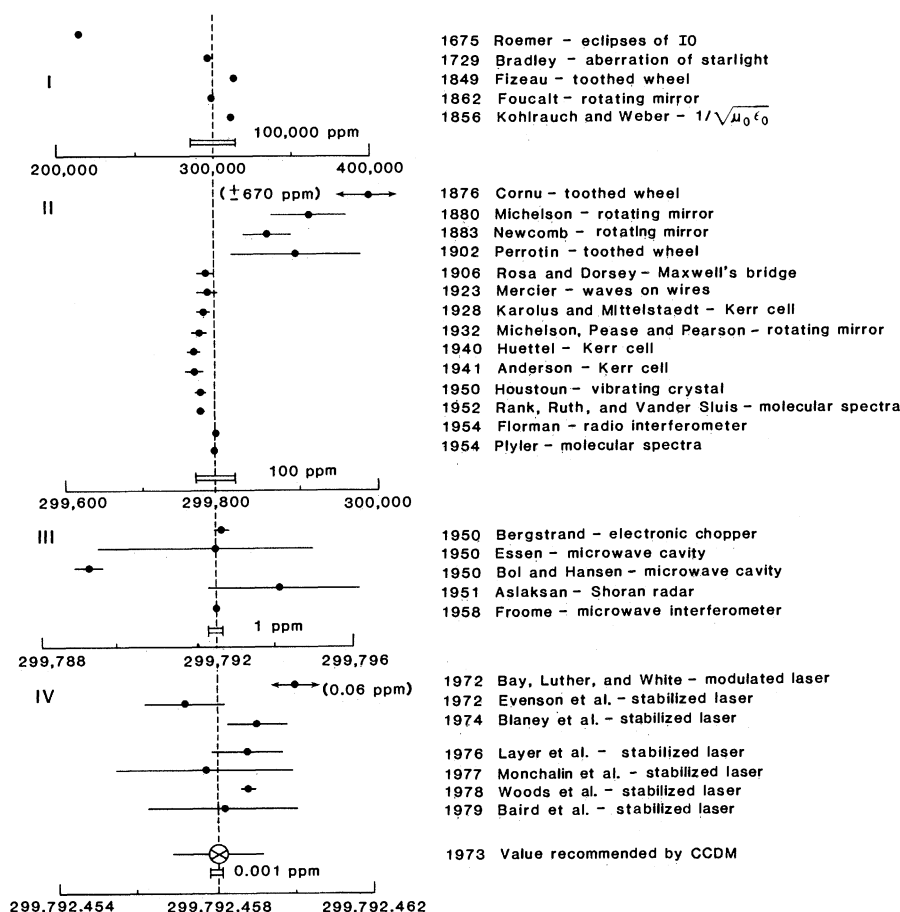 I
1675 Roemer – eclipses of IO
1729 Bradley – aberration of starlight
1849 Fizeau – toothed wheel
1862 Foucalt – rotating mirror
1856 Kohlrauch and Weber – 1/√μ₀ϵ₀
100,000 ppm
200,000 300,000 400,000
II
(±670 ppm)
1876 Cornu – toothed wheel
1880 Michelson – rotating mirror
1883 Newcomb – rotating mirror
1902 Perrotin – toothed wheel
1906 Rosa and Dorsey – Maxwell's bridge
1923 Mercier – waves on wires
1928 Karolus and Mittelstaedt – Kerr cell
1932 Michelson, Pease and Pearson – rotating mirror
1940 Huettel – Kerr cell
1941 Anderson – Kerr cell
1950 Houstoun – vibrating crystal
1952 Rank, Ruth, and Vander Sluis – molecular spectra
1954 Florman – radio interferometer
1954 Plyler – molecular spectra
100 ppm
299,600 299,800 300,000
III
1950 Bergstrand – electronic chopper
1950 Essen – microwave cavity
1950 Bol and Hansen – microwave cavity
1951 Aslaksan – Shoran radar
1958 Froome – microwave interferometer
1 ppm
299,788 299,792 299,796
IV
(0.06 ppm)
1972 Bay, Luther, and White – modulated laser
1972 Evenson et al. – stabilized laser
1974 Blaney et al. – stabilized laser
1976 Layer et al. – stabilized laser
1977 Monchalin et al. – stabilized laser
1978 Woods et al. – stabilized laser
1979 Baird et al. – stabilized laser
1973 Value recommended by CCDM
0.001 ppm
299,792.454 299,792.458 299,792.462